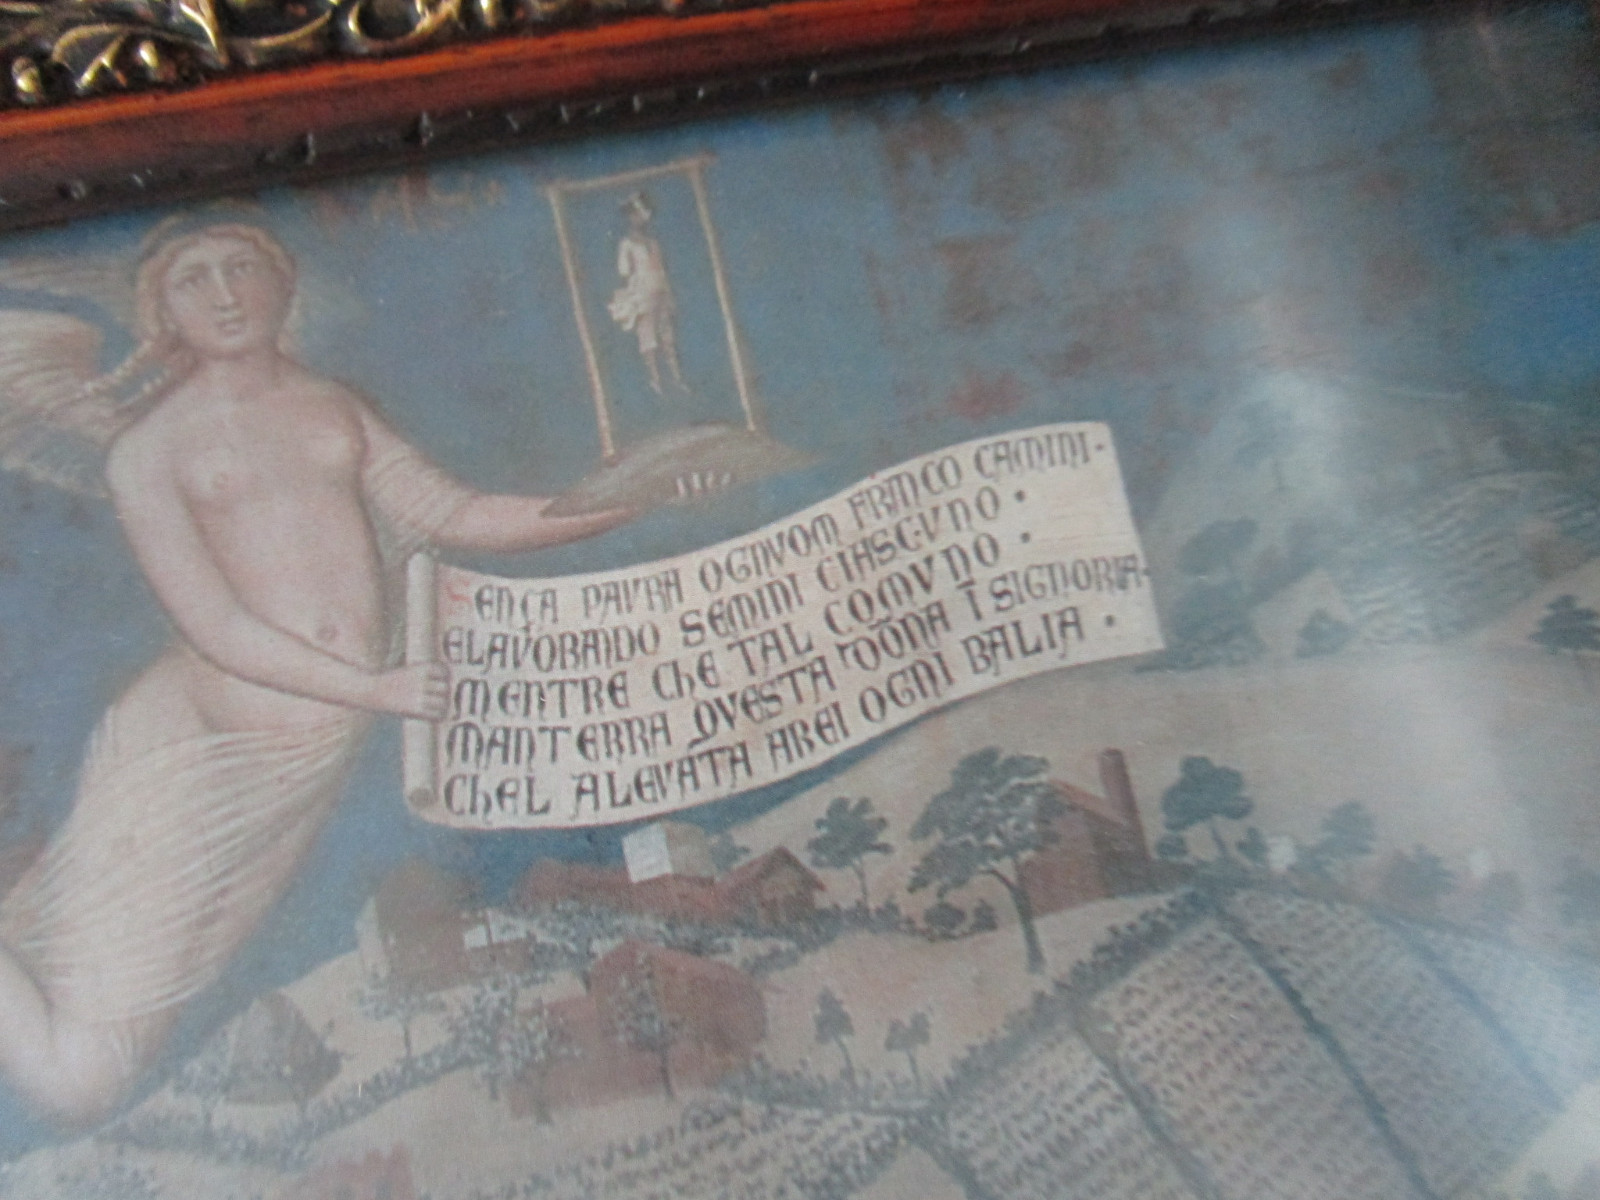 SENÇA PAVRA OGNVOM FRANCO CAMINI·
ELAVORANDO SEMINI CIASCVNO·
MENTRE CHE TAL COMVNO·
MANTERRA QVESTA DŌNA Ī SIGNORIA·
CHEL ALEVATA AREI OGNI BALIA·